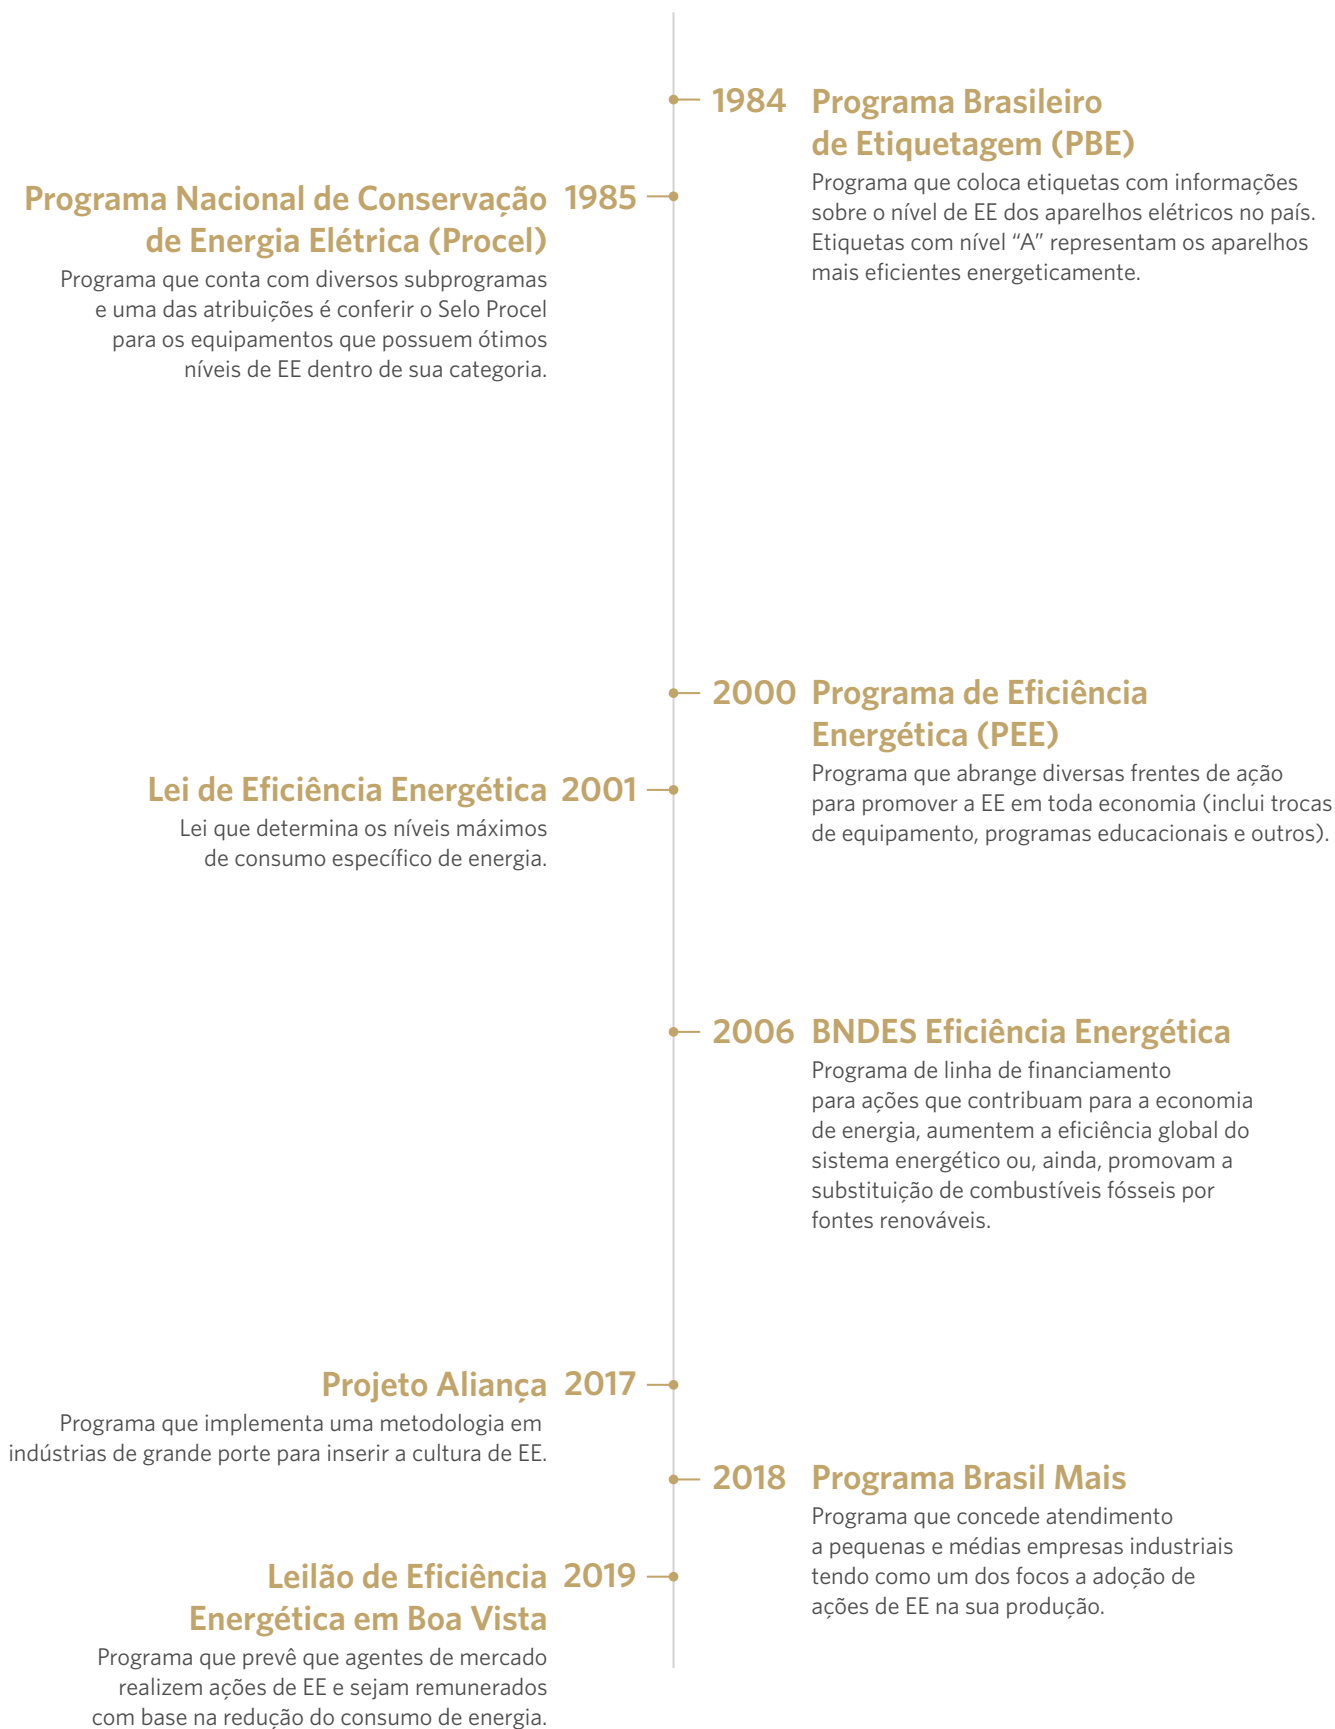 1984 Programa Brasileiro
de Etiquetagem (PBE)
Programa que coloca etiquetas com informações
sobre o nível de EE dos aparelhos elétricos no país.
Etiquetas com nível “A” representam os aparelhos
mais eficientes energeticamente.
Programa Nacional de Conservação 1985
de Energia Elétrica (Procel)
Programa que conta com diversos subprogramas
e uma das atribuições é conferir o Selo Procel
para os equipamentos que possuem ótimos
níveis de EE dentro de sua categoria.
2000 Programa de Eficiência
Energética (PEE)
Programa que abrange diversas frentes de ação
para promover a EE em toda economia (inclui trocas
de equipamento, programas educacionais e outros).
Lei de Eficiência Energética 2001
Lei que determina os níveis máximos
de consumo específico de energia.
2006 BNDES Eficiência Energética
Programa de linha de financiamento
para ações que contribuam para a economia
de energia, aumentem a eficiência global do
sistema energético ou, ainda, promovam a
substituição de combustíveis fósseis por
fontes renováveis.
Projeto Aliança 2017
Programa que implementa uma metodologia em
indústrias de grande porte para inserir a cultura de EE.
2018 Programa Brasil Mais
Programa que concede atendimento
a pequenas e médias empresas industriais
tendo como um dos focos a adoção de
ações de EE na sua produção.
Leilão de Eficiência 2019
Energética em Boa Vista
Programa que prevê que agentes de mercado
realizem ações de EE e sejam remunerados
com base na redução do consumo de energia.